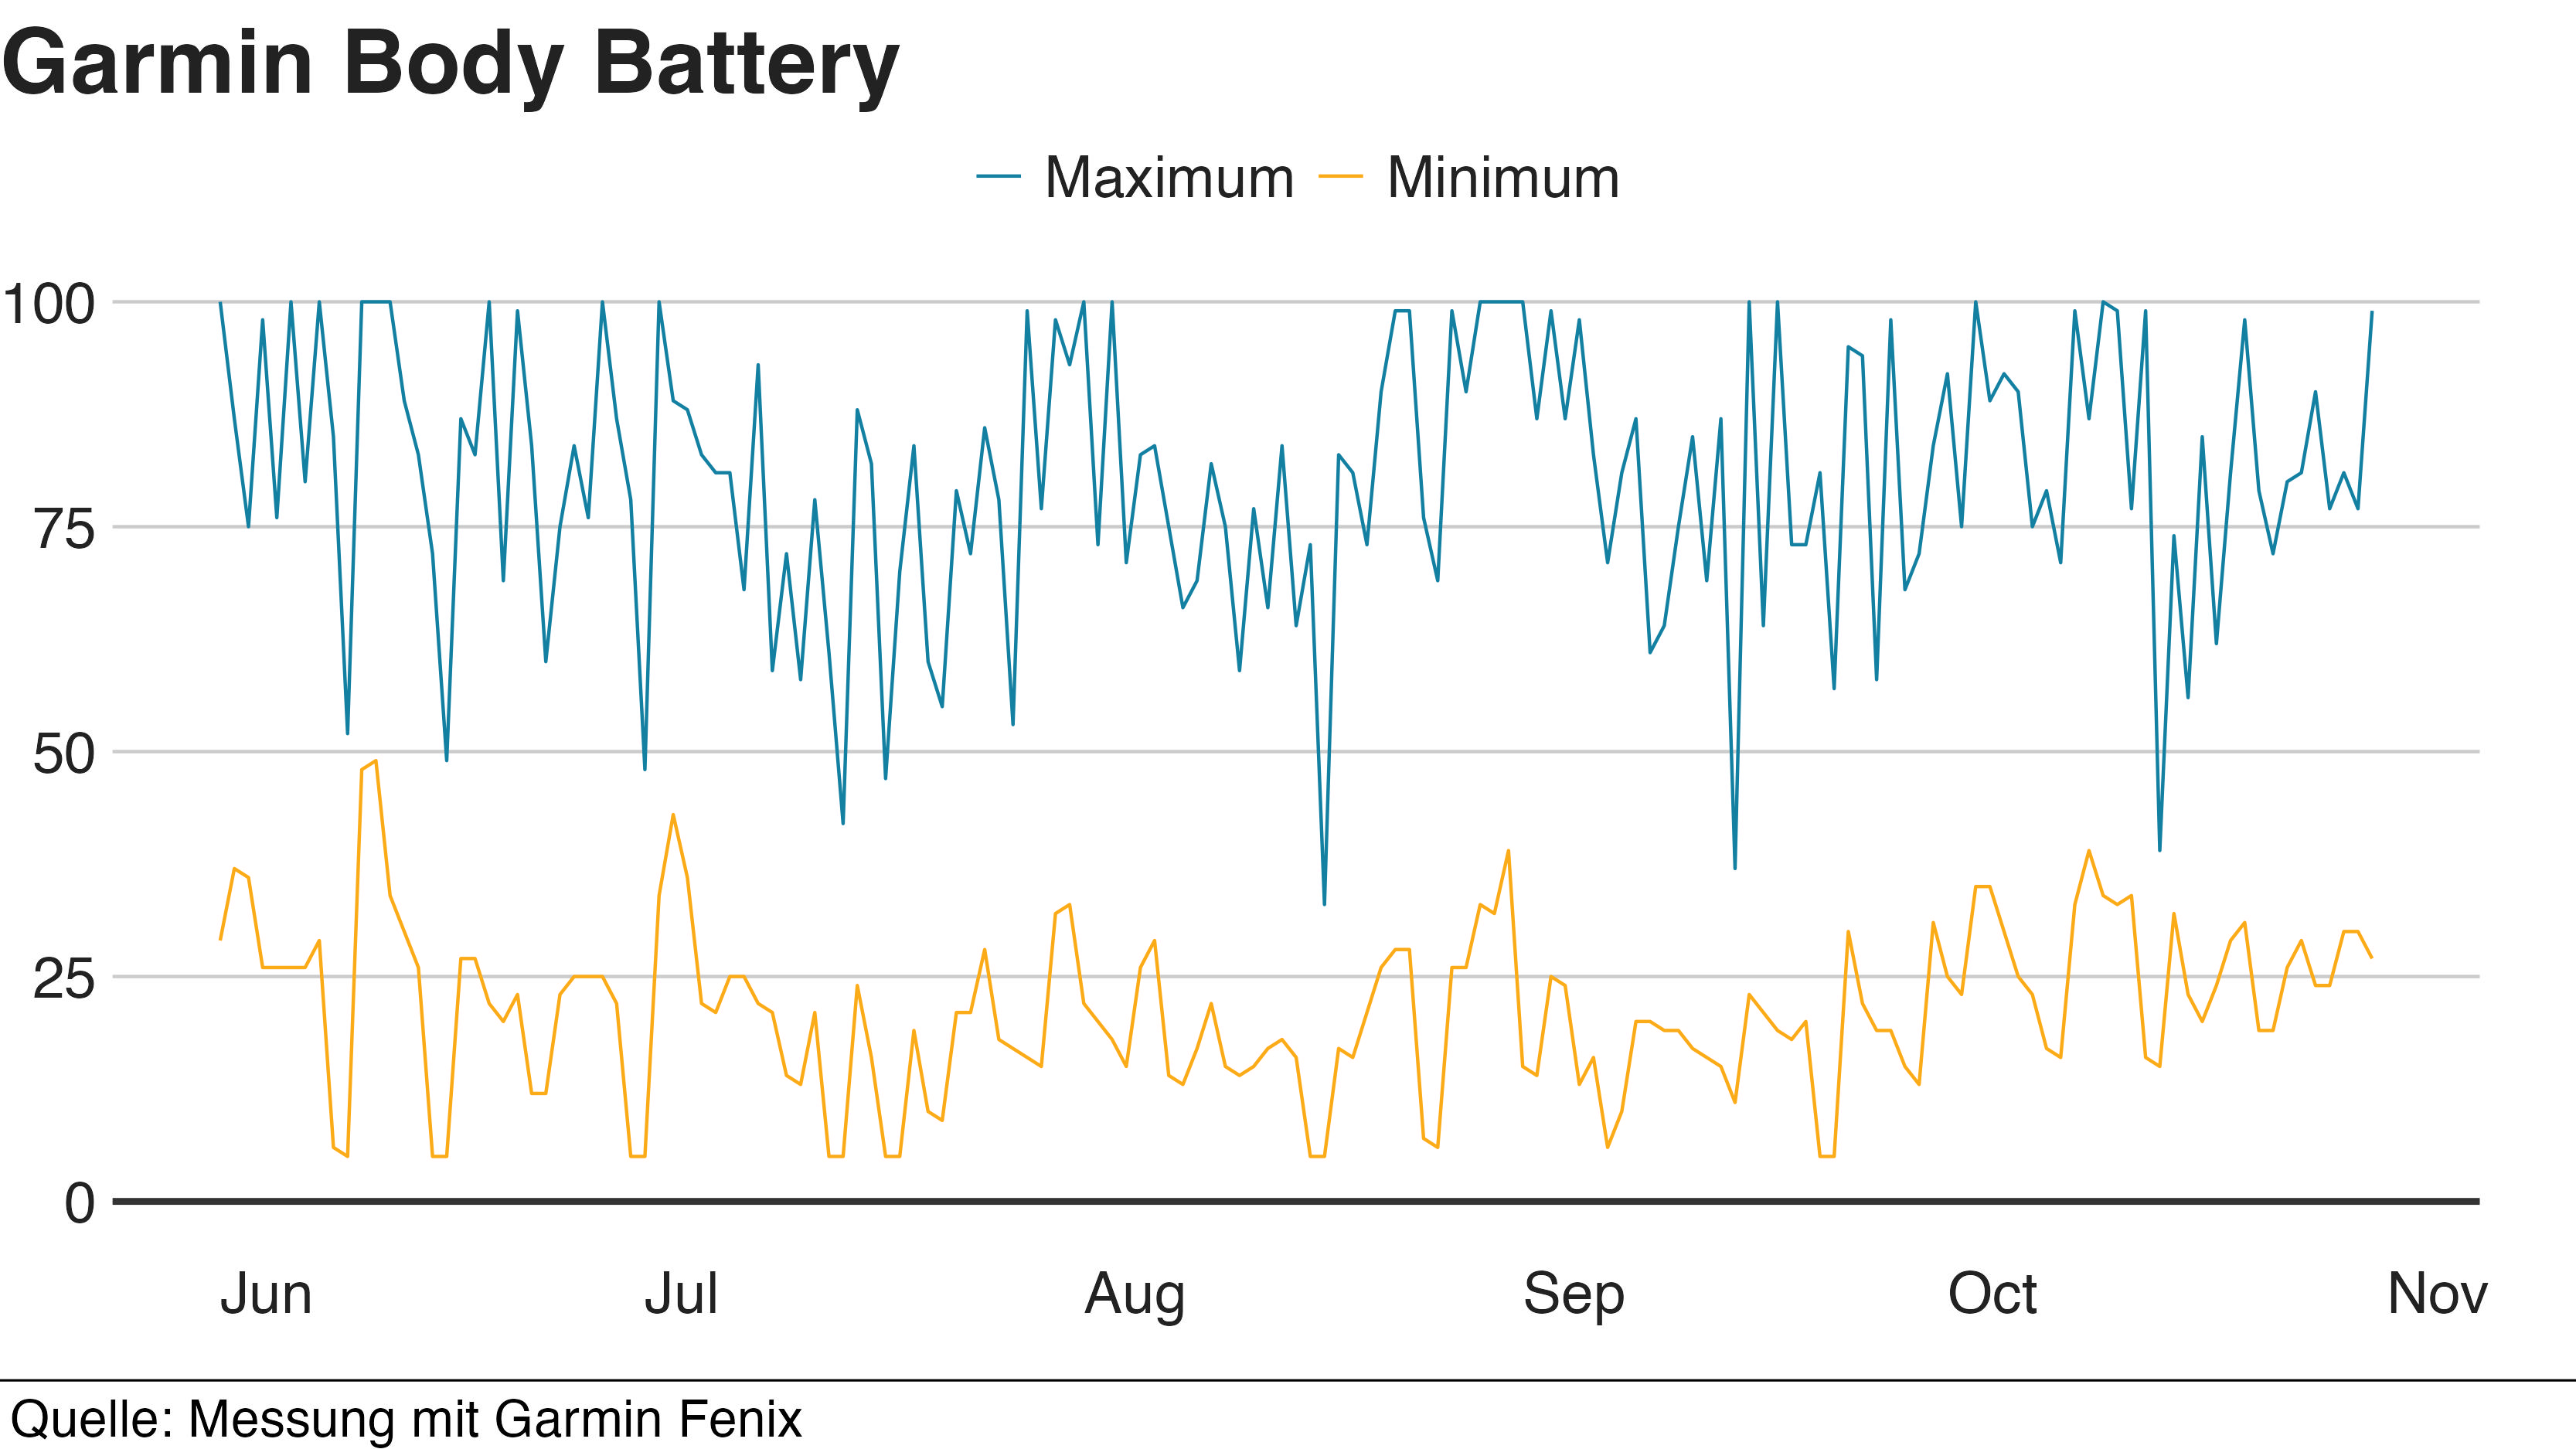 Garmin Body Battery
Maximum Minimum
100
75
50
25
0
Jun Jul Aug Sep Oct Nov
Quelle: Messung mit Garmin Fenix